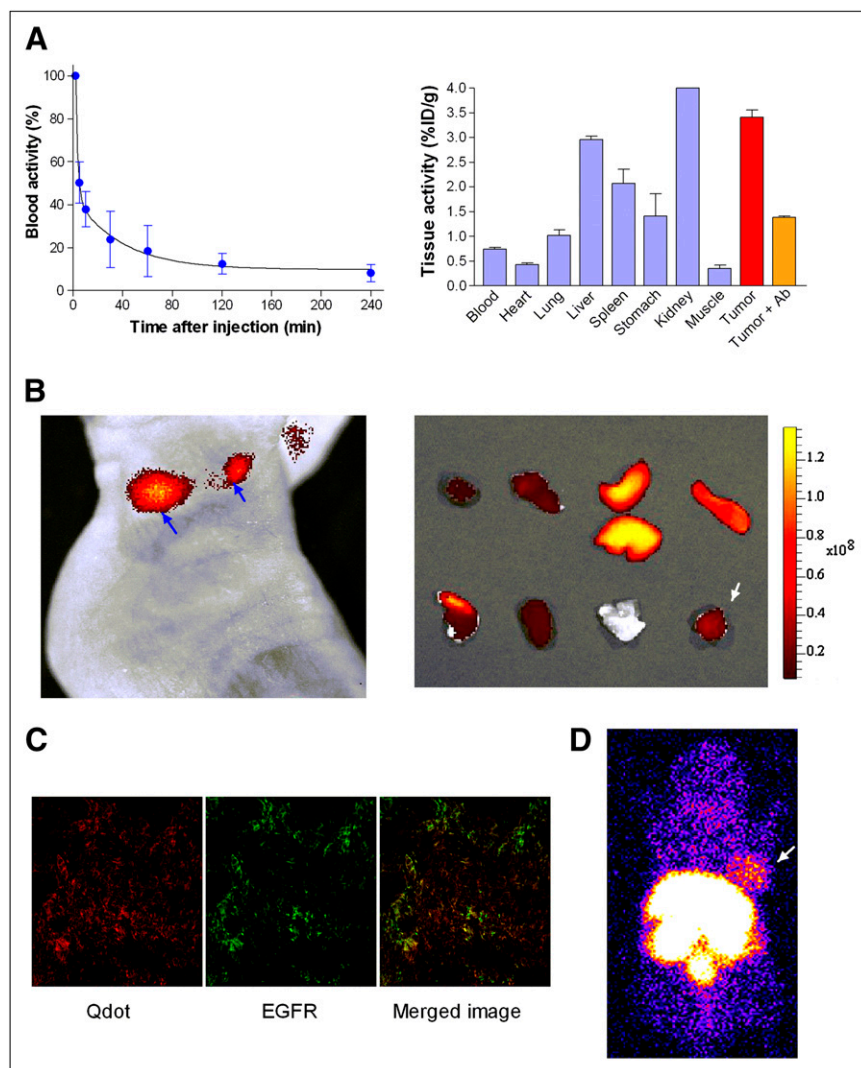 A
Blood activity (%)
100
80
60
40
20
0
0 40 80 120 160 200 240
Time after injection (min)
Tissue activity (%ID/g)
4.0
3.5
3.0
2.5
2.0
1.5
1.0
0.5
0.0
Blood Heart Lung Liver Spleen Stomach Kidney Muscle Tumor Tumor + Ab
B
1.2
1.0
0.8
x10⁸
0.6
0.4
0.2
C
Qdot EGFR Merged image
D